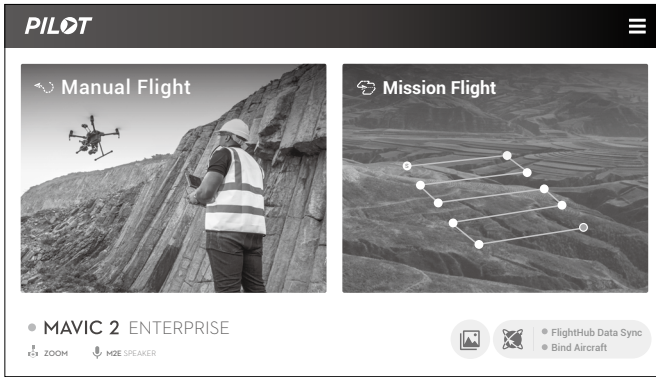 PILOT
Manual Flight
Mission Flight
S
MAVIC 2 ENTERPRISE
ZOOM M2E SPEAKER
FlightHub Data Sync
Bind Aircraft